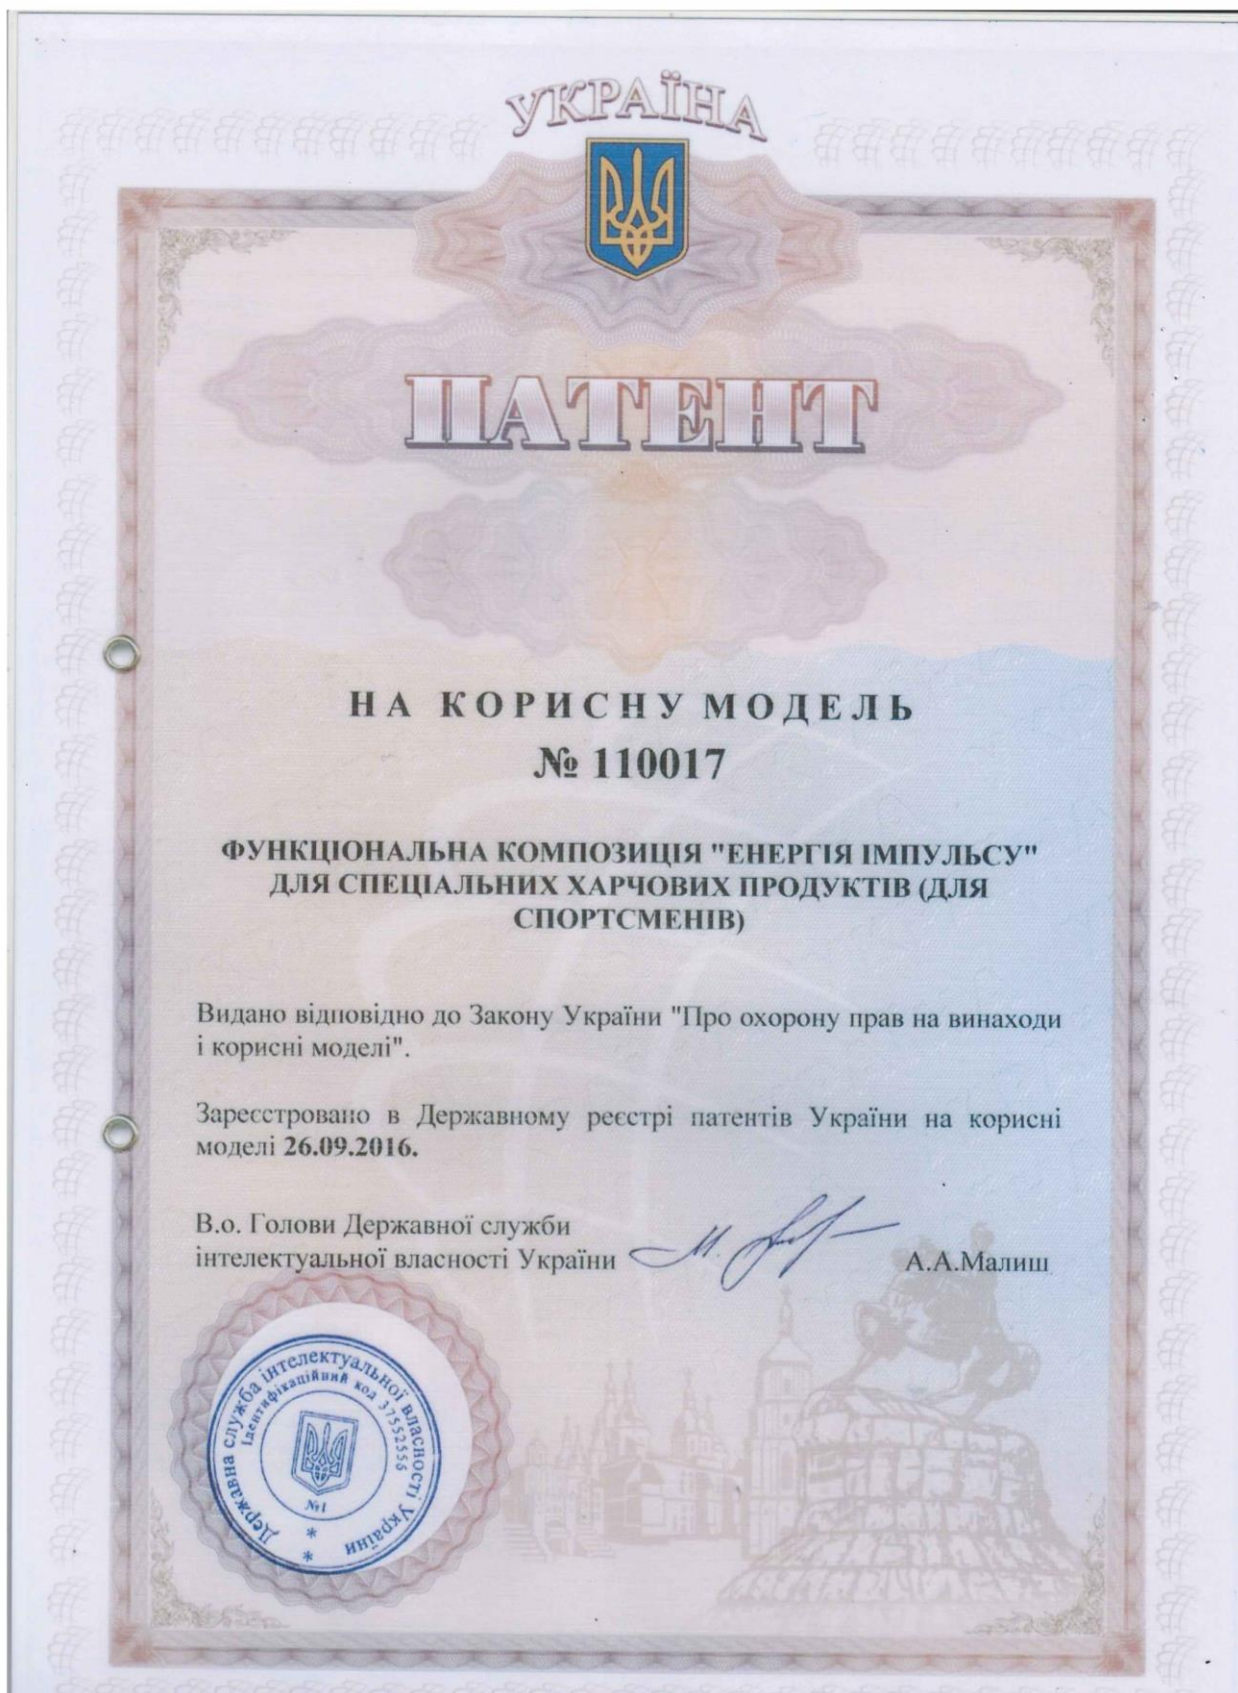 УКРАЇНА
ПАТЕНТ
НА КОРИСНУ МОДЕЛЬ
№ 110017
ФУНКЦІОНАЛЬНА КОМПОЗИЦІЯ "ЕНЕРГІЯ ІМПУЛЬСУ"
ДЛЯ СПЕЦІАЛЬНИХ ХАРЧОВИХ ПРОДУКТІВ (ДЛЯ
СПОРТСМЕНІВ)
Видано відповідно до Закону України "Про охорону прав на винаходи
і корисні моделі".
Зареєстровано в Державному реєстрі патентів України на корисні
моделі 26.09.2016.
В.о. Голови Державної служби
інтелектуальної власності України
А.А.Малиш
Державна служба інтелектуальної власності України
Ідентифікаційний код 37552556
№1